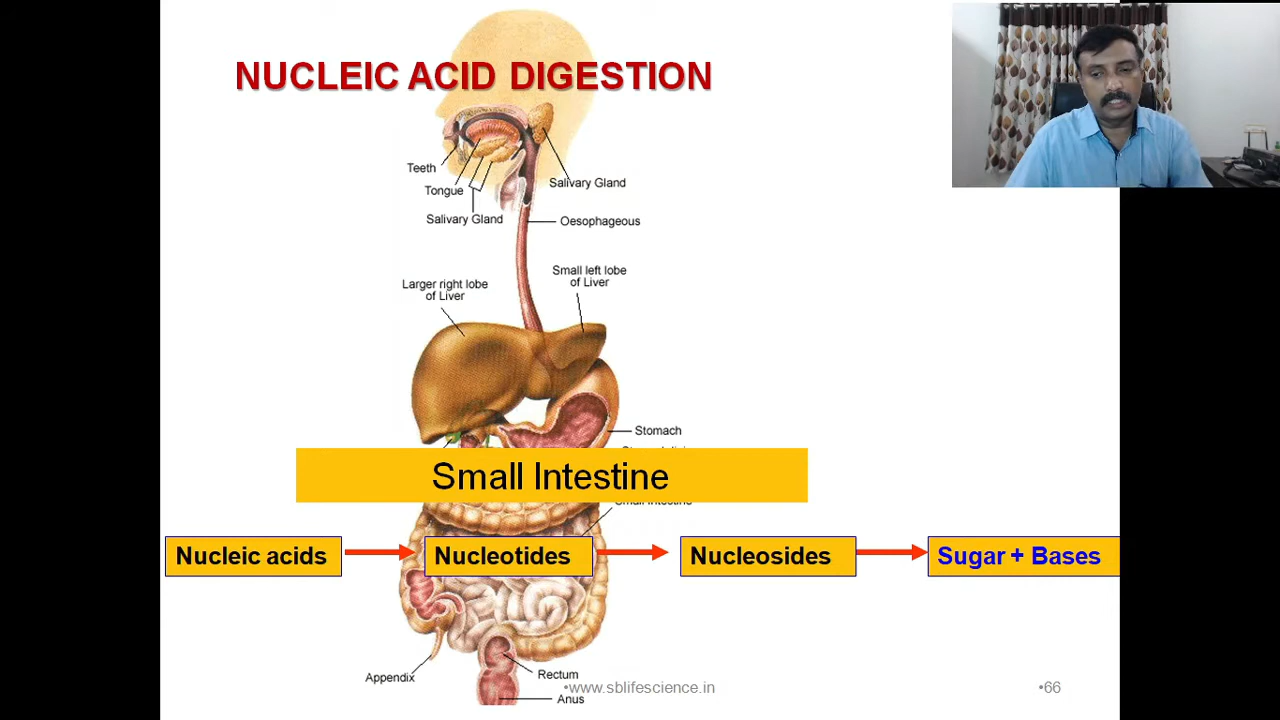 NUCLEIC ACID DIGESTION
Teeth
Tongue
Salivary Gland
Salivary Gland
Oesophageous
Larger right lobe
of Liver
Small left lobe
of Liver
Stomach
Small Intestine
Small Intestine
Nucleic acids
Nucleotides
Nucleosides
Sugar + Bases
Appendix
Rectum
Anus
•www.sblifescience.in
•66